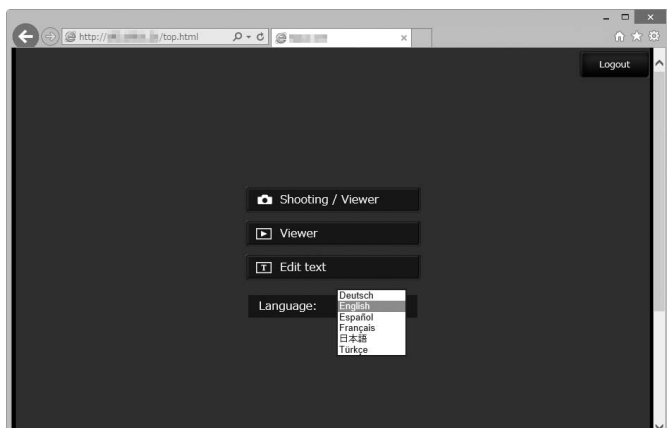 http:// /top.html
Logout
Shooting / Viewer
Viewer
Edit text
Language:
Deutsch
English
Español
Français
日本語
Türkçe